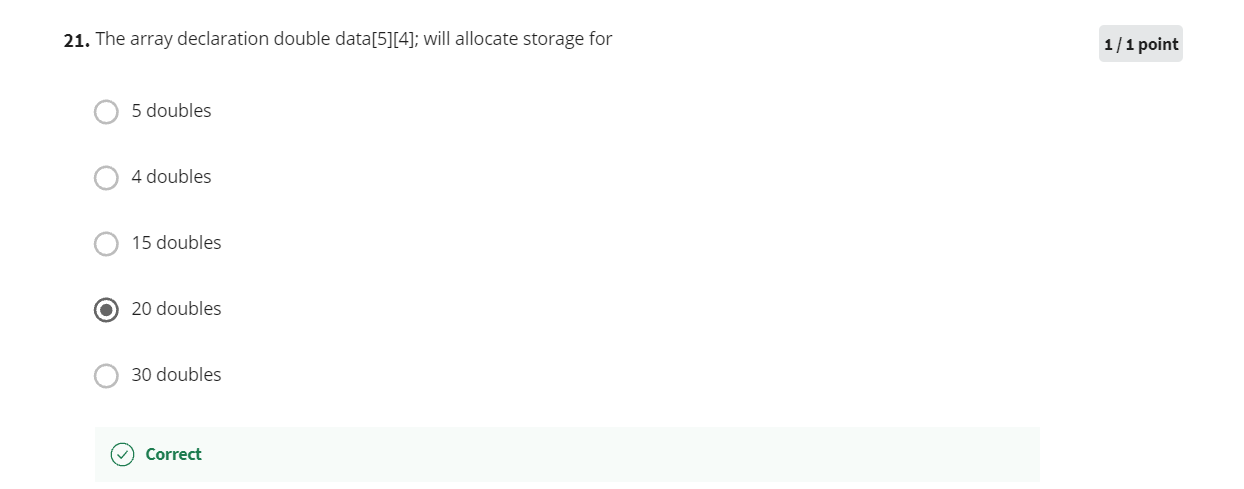 21. The array declaration double data[5][4]; will allocate storage for
1 / 1 point
5 doubles
4 doubles
15 doubles
20 doubles
30 doubles
Correct